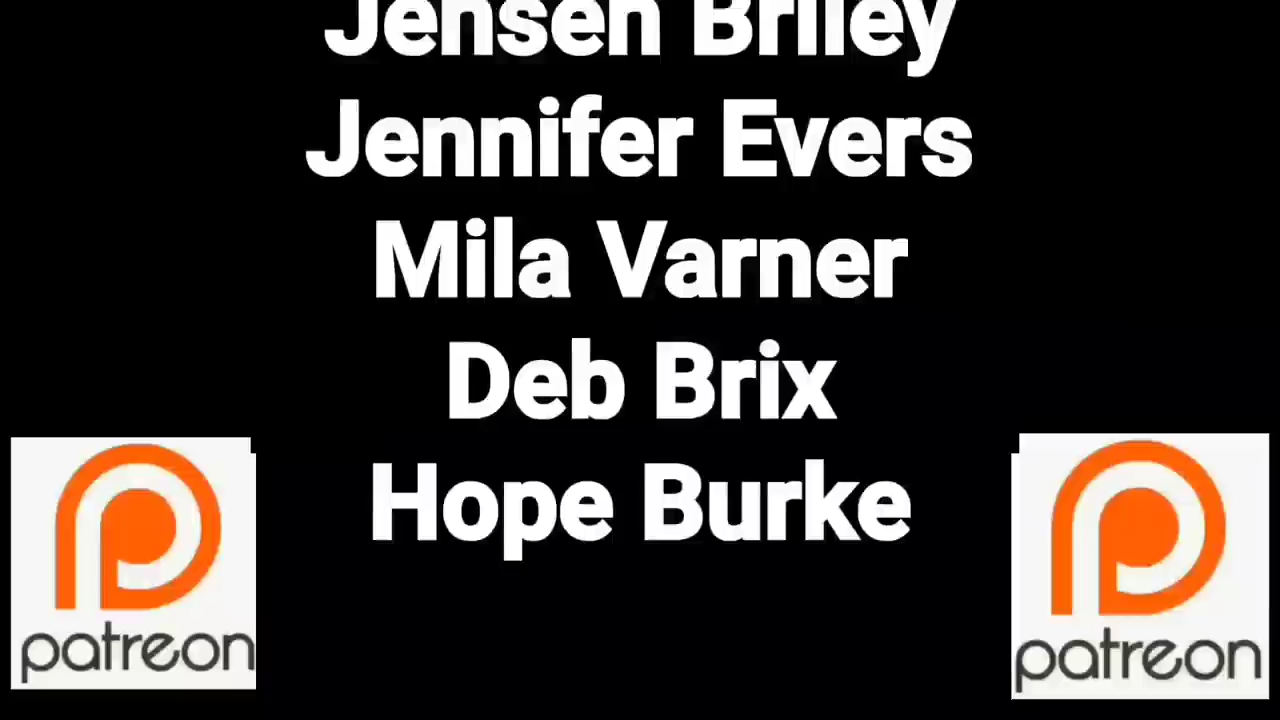 Jensen Briley
Jennifer Evers
Mila Varner
Deb Brix
Hope Burke
patreon
patreon